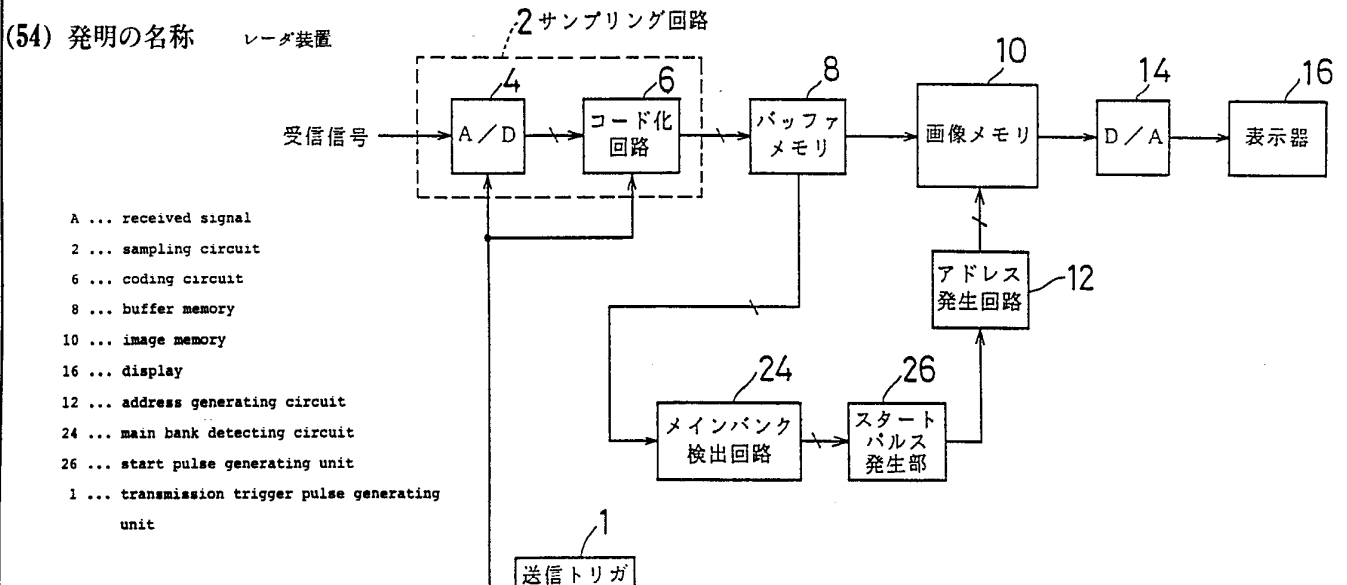 (54) 発明の名称 レーダ装置
2 サンプリング回路
4
6
8
10
14
16
受信信号
A/D
コード化
回路
バッファ
メモリ
画像メモリ
D/A
表示器
アドレス
発生回路
12
24
26
メインバンク
検出回路
スタート
パルス
発生部
1
送信トリガ
A ... received signal
2 ... sampling circuit
6 ... coding circuit
8 ... buffer memory
10 ... image memory
16 ... display
12 ... address generating circuit
24 ... main bank detecting circuit
26 ... start pulse generating unit
1 ... transmission trigger pulse generating
unit